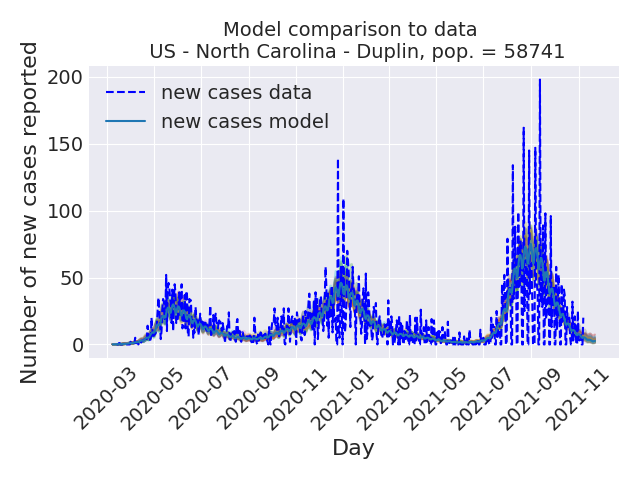 Model comparison to data
US - North Carolina - Duplin, pop. = 58741
Number of new cases reported
200
150
100
50
0
new cases data
new cases model
2020-03
2020-05
2020-07
2020-09
2020-11
2021-01
2021-03
2021-05
2021-07
2021-09
2021-11
Day